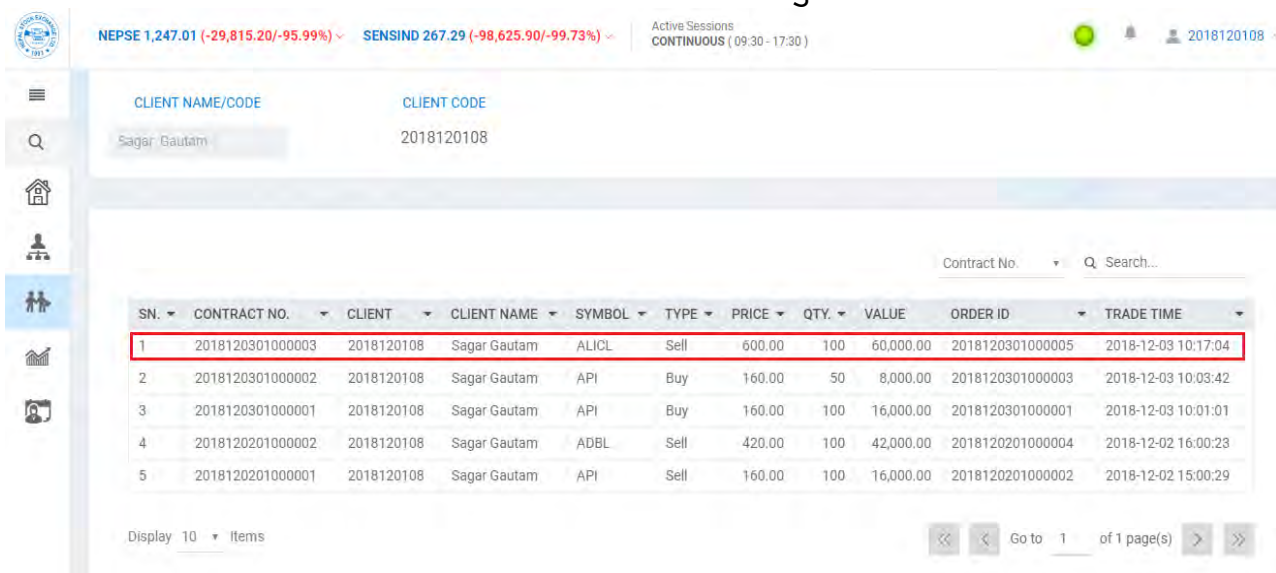 NEPSE 1,247.01 (-29,815.20/-95.99%) SENSIND 267.29 (-98,625.90/-99.73%)
Active Sessions
CONTINUOUS ( 09:30 - 17:30 )
2018120108
CLIENT NAME/CODE CLIENT CODE
Sagar Gautam 2018120108
Contract No. Search...
SN. CONTRACT NO. CLIENT CLIENT NAME SYMBOL TYPE PRICE QTY. VALUE ORDER ID TRADE TIME
1 2018120301000003 2018120108 Sagar Gautam ALICL Sell 600.00 100 60,000.00 2018120301000005 2018-12-03 10:17:04
2 2018120301000002 2018120108 Sagar Gautam API Buy 160.00 50 8,000.00 2018120301000003 2018-12-03 10:03:42
3 2018120301000001 2018120108 Sagar Gautam API Buy 160.00 100 16,000.00 2018120301000001 2018-12-03 10:01:01
4 2018120201000002 2018120108 Sagar Gautam ADBL Sell 420.00 100 42,000.00 2018120201000004 2018-12-02 16:00:23
5 2018120201000001 2018120108 Sagar Gautam API Sell 160.00 100 16,000.00 2018120201000002 2018-12-02 15:00:29
Display 10 Items Go to 1 of 1 page(s)